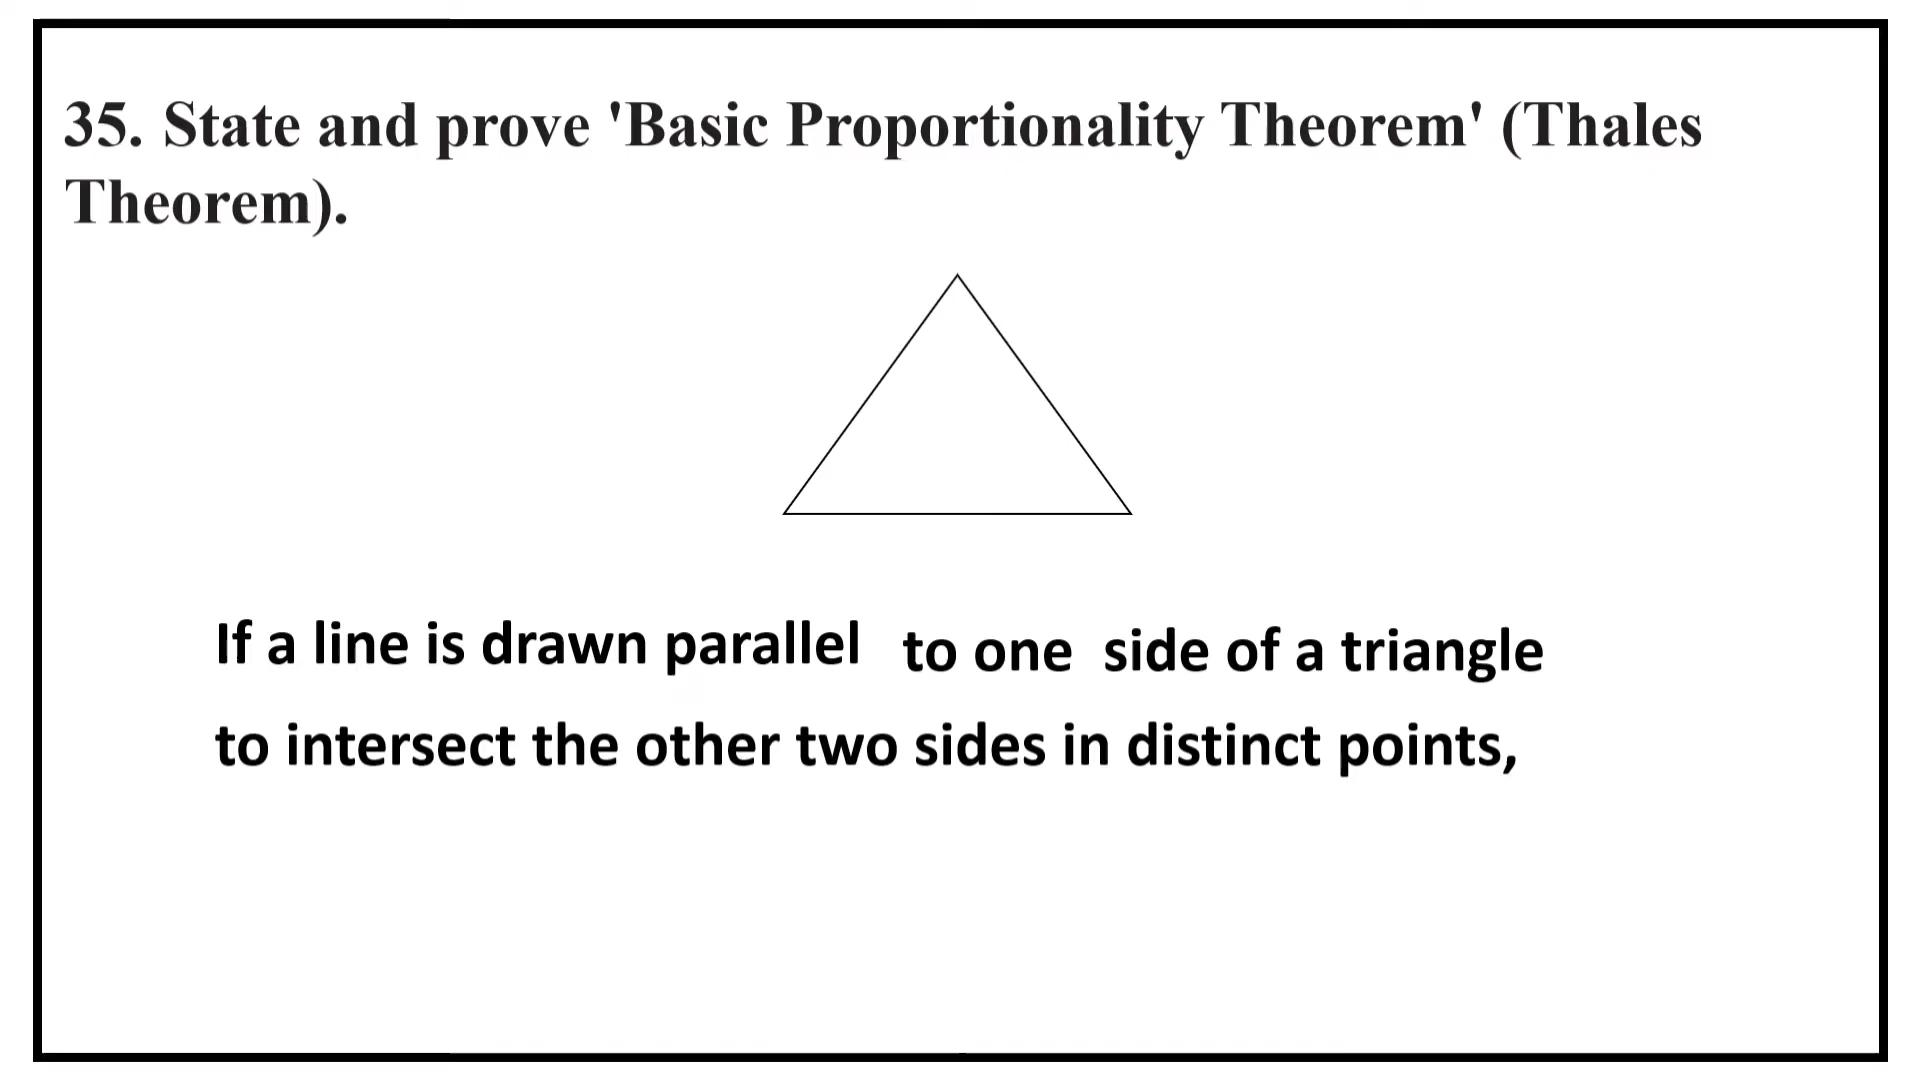 35. State and prove 'Basic Proportionality Theorem' (Thales
Theorem).
If a line is drawn parallel to one side of a triangle
to intersect the other two sides in distinct points,